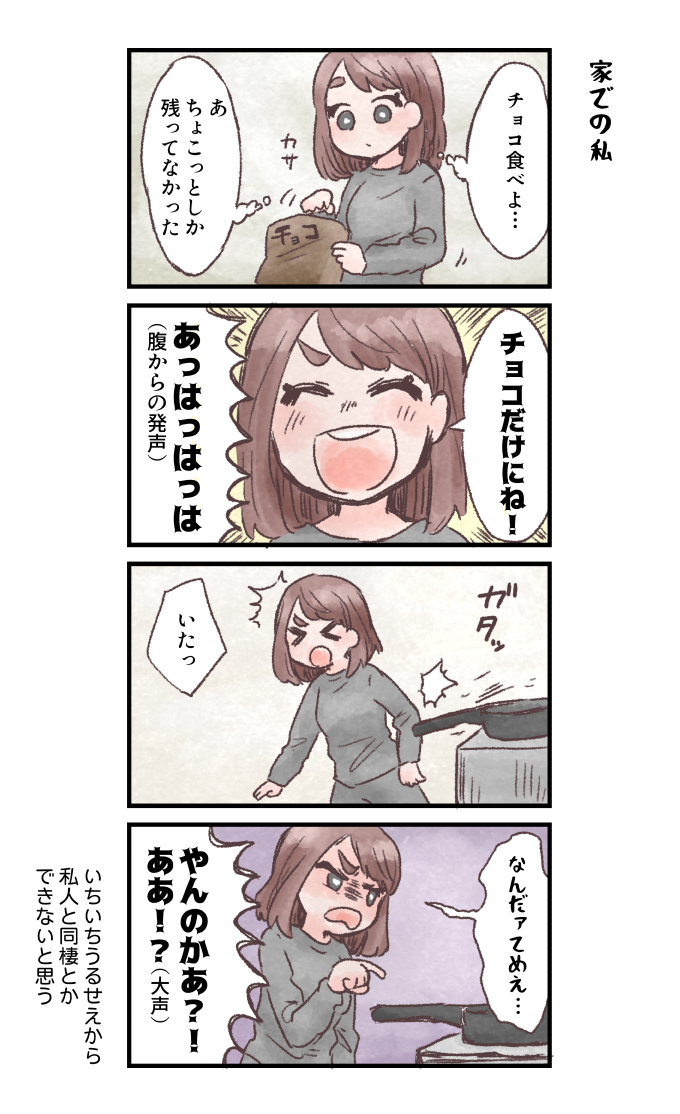 家での私
チョコ食べよ…
カサ
チョコ
あ
ちょこっとしか
残ってなかった
チョコだけにね!
あっはっはっは
(腹からの発声)
ガタッ
いたっ
なんだァてめえ…
やんのかあ?!
ああ!?(大声)
いちいちうるせえから
私人と同棲とか
できないと思う